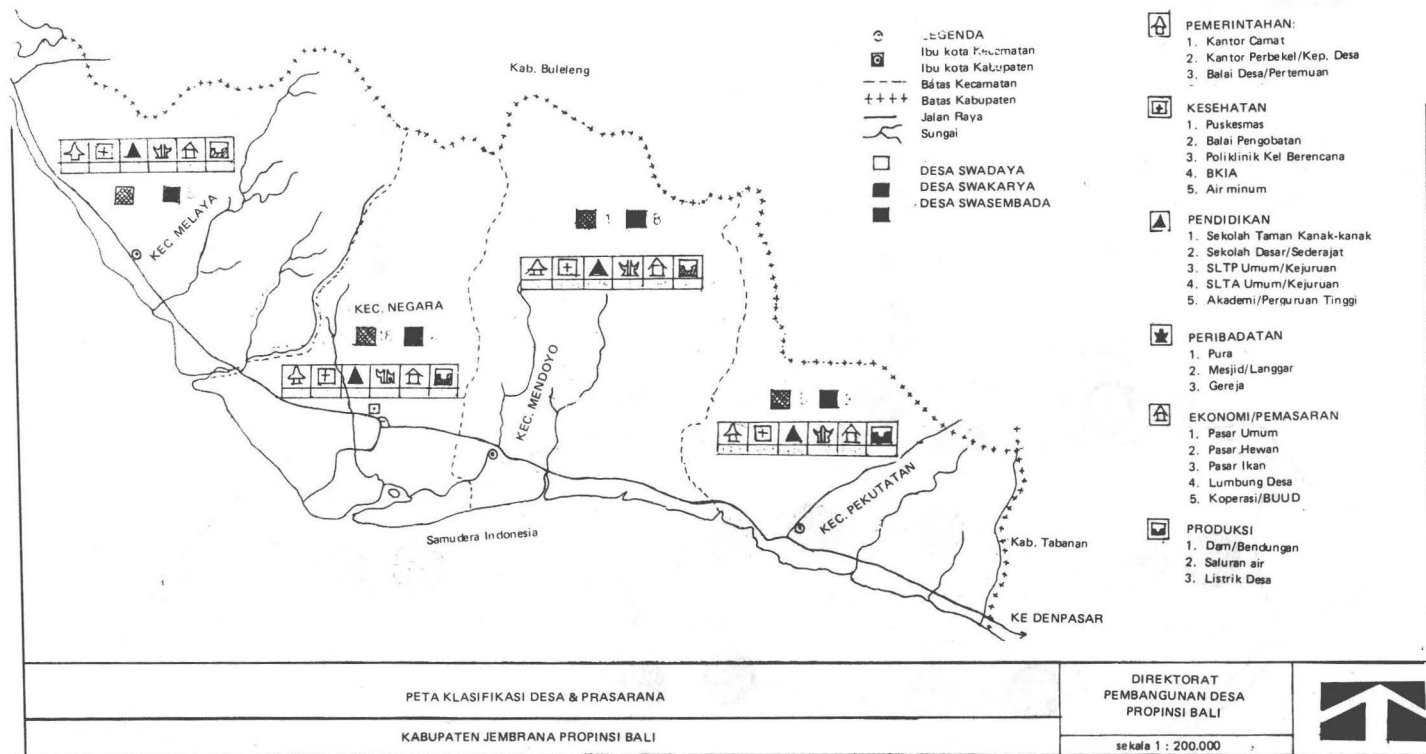 Kab. Buleleng
KEC. MELAYA
KEC. NEGARA
KEC. MENDOYO
KEC. PEKUTATAN
Samudera Indonesia
Kab. Tabanan
KE DENPASAR
LEGENDA
Ibu kota Kecamatan
Ibu kota Kabupaten
Batas Kecamatan
Batas Kabupaten
Jalan Raya
Sungai
DESA SWADAYA
DESA SWAKARYA
DESA SWASEMBADA
PEMERINTAHAN:
1. Kantor Camat
2. Kantor Perbekel/Kep. Desa
3. Balai Desa/Pertemuan
KESEHATAN
1. Puskesmas
2. Balai Pengobatan
3. Poliklinik Kel Berencana
4. BKIA
5. Air minum
PENDIDIKAN
1. Sekolah Taman Kanak-kanak
2. Sekolah Dasar/Sederajat
3. SLTP Umum/Kejuruan
4. SLTA Umum/Kejuruan
5. Akademi/Perguruan Tinggi
PERIBADATAN
1. Pura
2. Mesjid/Langgar
3. Gereja
EKONOMI/PEMASARAN
1. Pasar Umum
2. Pasar Hewan
3. Pasar Ikan
4. Lumbung Desa
5. Koperasi/BUUD
PRODUKSI
1. Dam/Bendungan
2. Saluran air
3. Listrik Desa
PETA KLASIFIKASI DESA & PRASARANA
KABUPATEN JEMBRANA PROPINSI BALI
DIREKTORAT
PEMBANGUNAN DESA
PROPINSI BALI
sekala 1 : 200.000